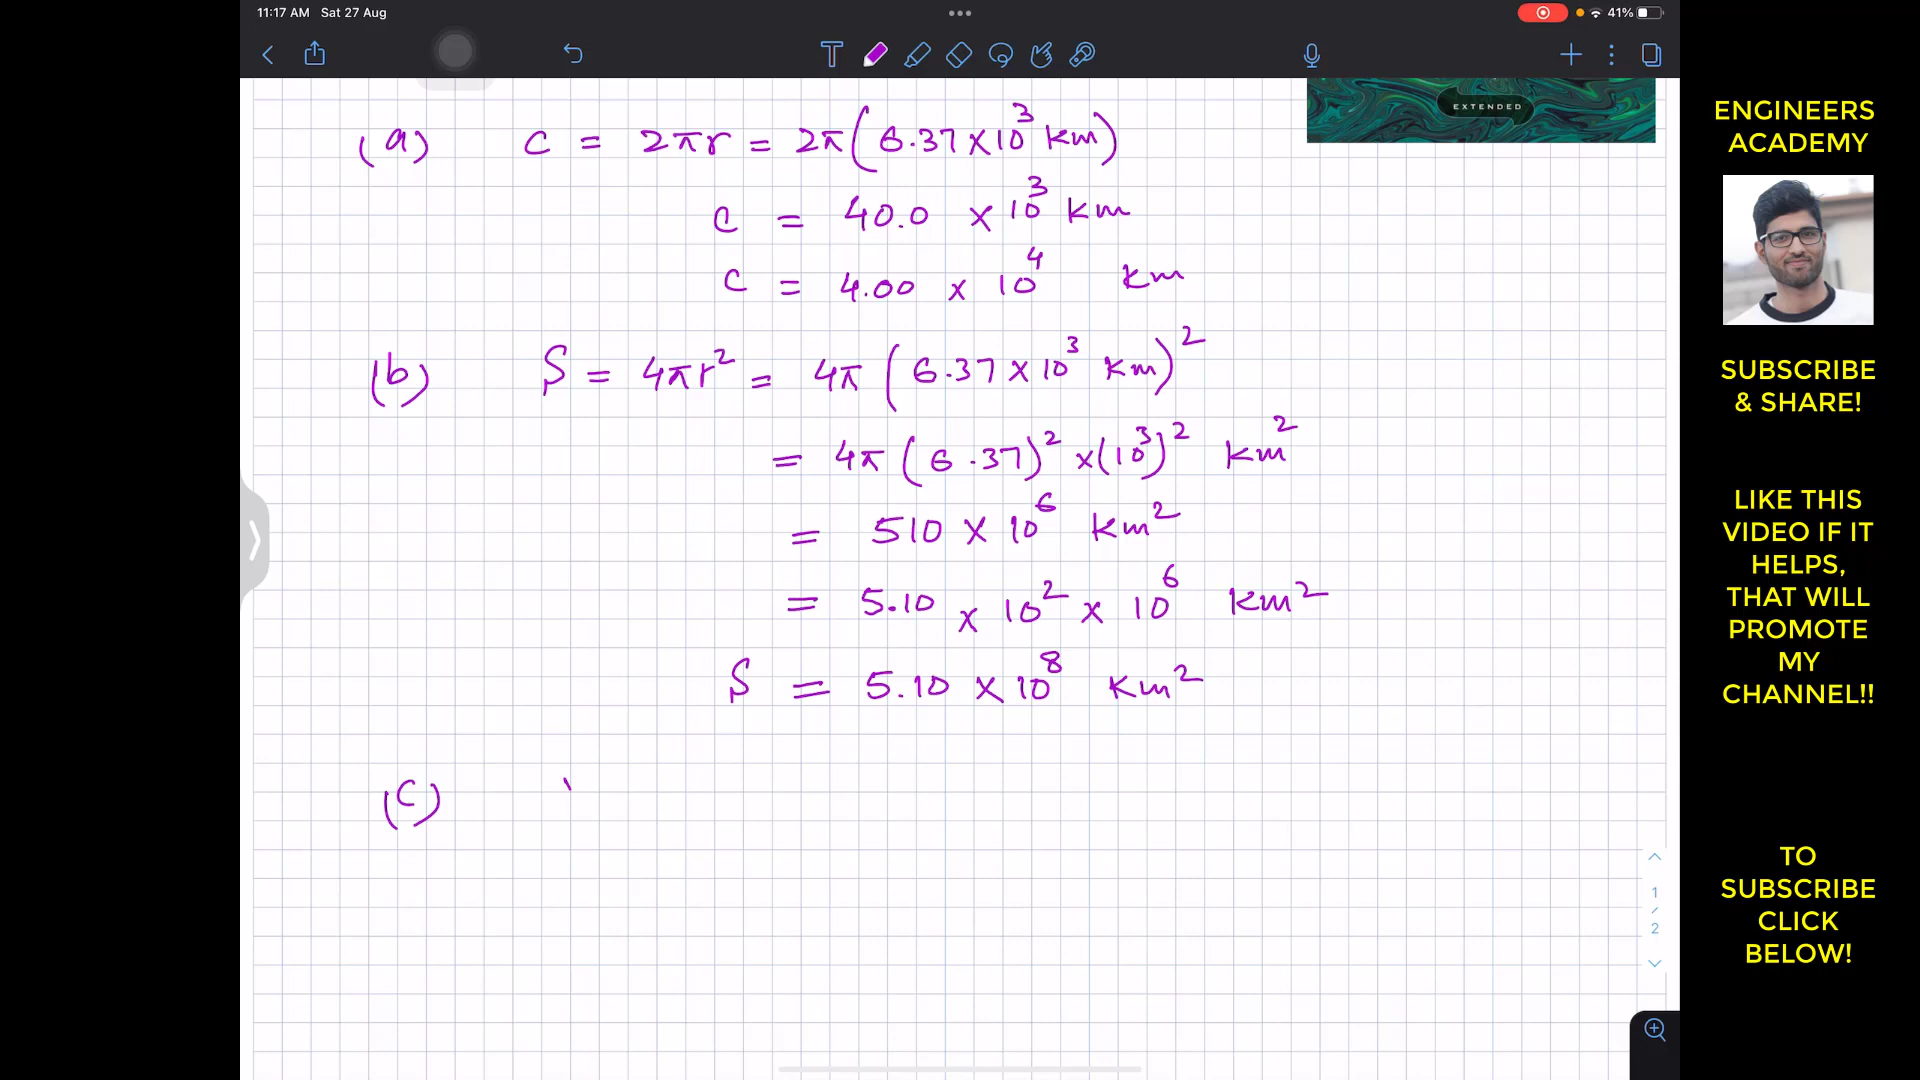 11:17 AM Sat 27 Aug
41%
EXTENDED
(a) C = 2πr = 2π(6.37×10³ km)
C = 40.0 × 10³ km
C = 4.00 × 10⁴ km
(b) S = 4πr² = 4π (6.37×10³ km)²
= 4π (6.37)² ×(10³)² km²
= 510 × 10⁶ km²
= 5.10 × 10² × 10⁶ km²
S = 5.10 × 10⁸ km²
(C)
1
/
2
ENGINEERS
ACADEMY
SUBSCRIBE
& SHARE!
LIKE THIS
VIDEO IF IT
HELPS,
THAT WILL
PROMOTE
MY
CHANNEL!!
TO
SUBSCRIBE
CLICK
BELOW!